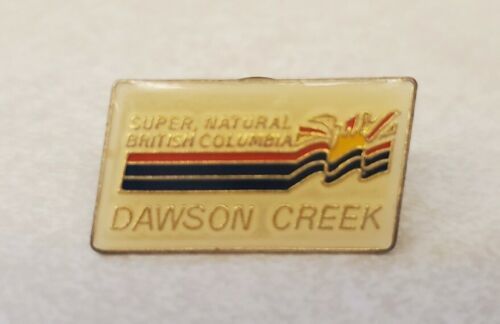 SUPER, NATURAL
BRITISH COLUMBIA
DAWSON CREEK